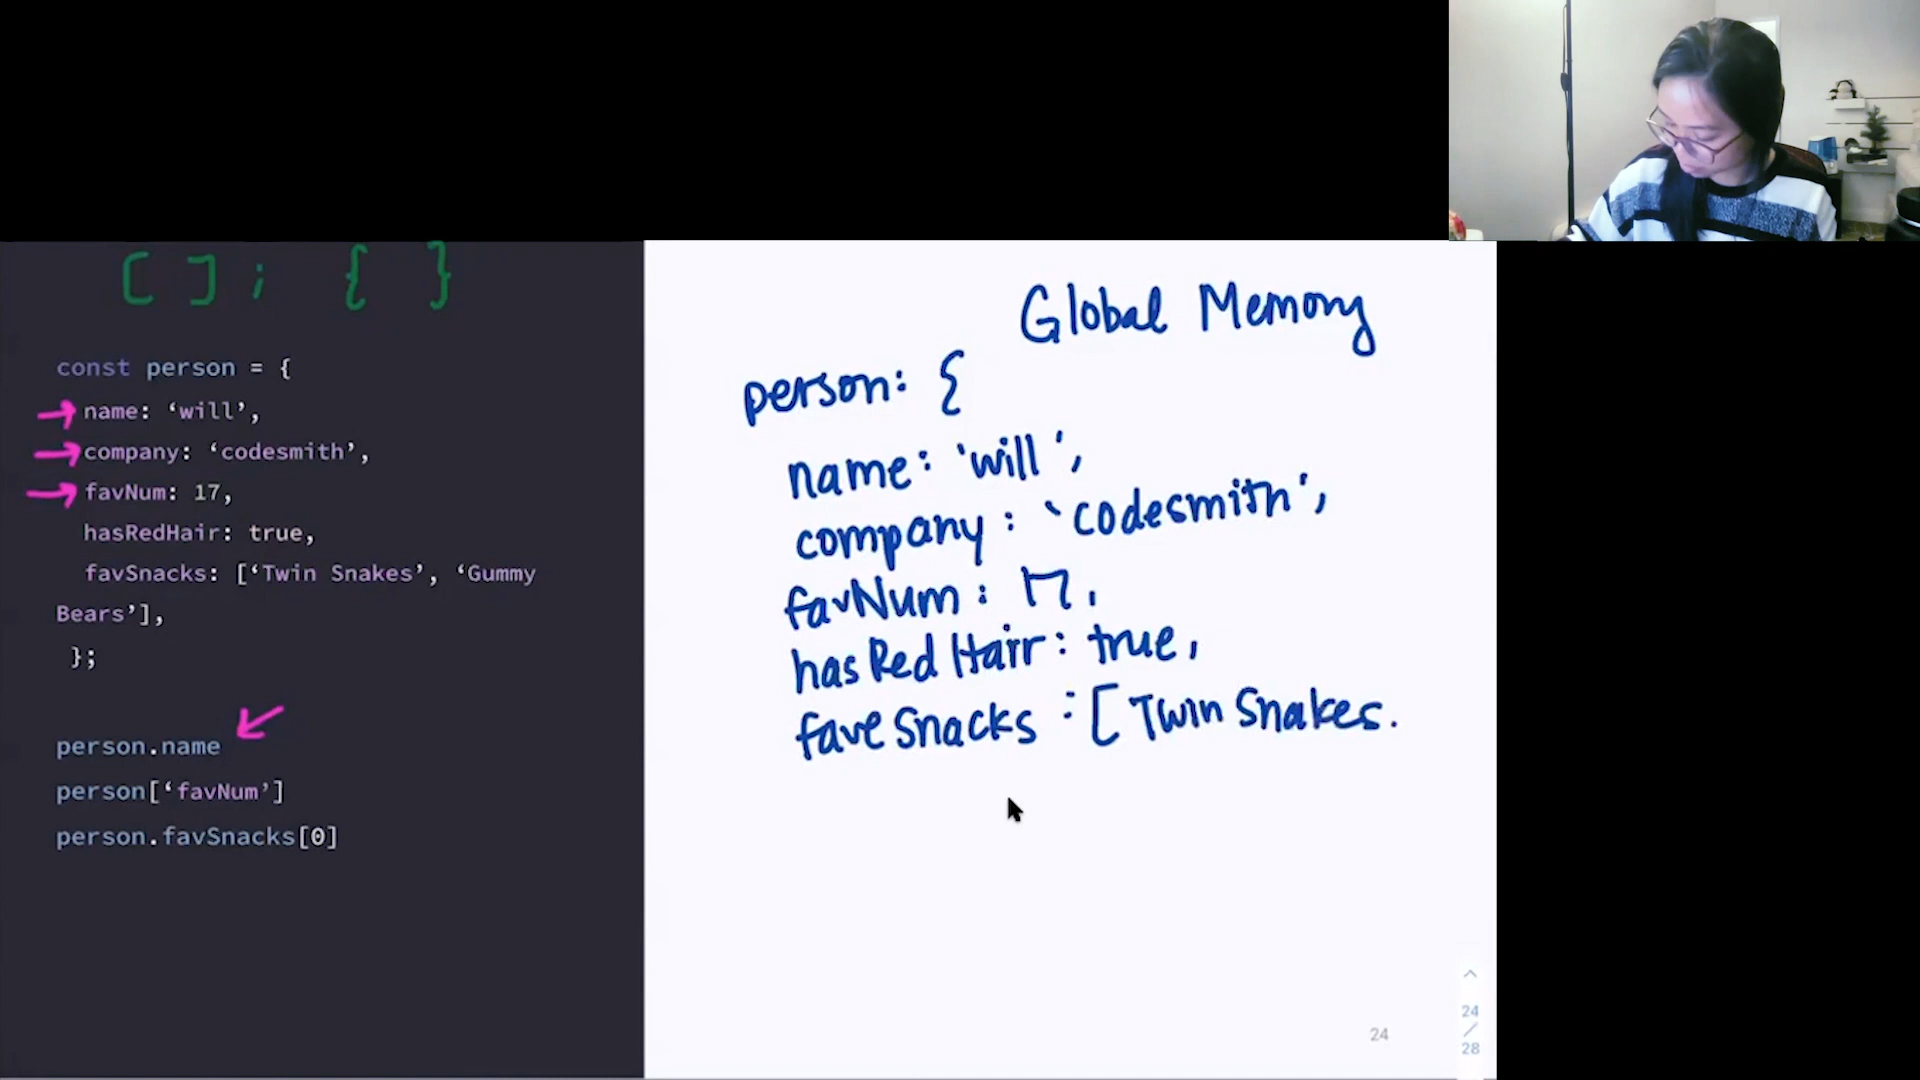 [ ] ; { }
const person = {
name: ‘will’,
company: ‘codesmith’,
favNum: 17,
hasRedHair: true,
favSnacks: [‘Twin Snakes’, ‘Gummy
Bears’],
};
person.name
person[‘favNum’]
person.favSnacks[0]
Global Memory
person: {
name: ‘will’,
company: ‘codesmith’,
favNum: 17,
hasRedHair: true,
faveSnacks: [Twin Snakes.
24
24
/
28